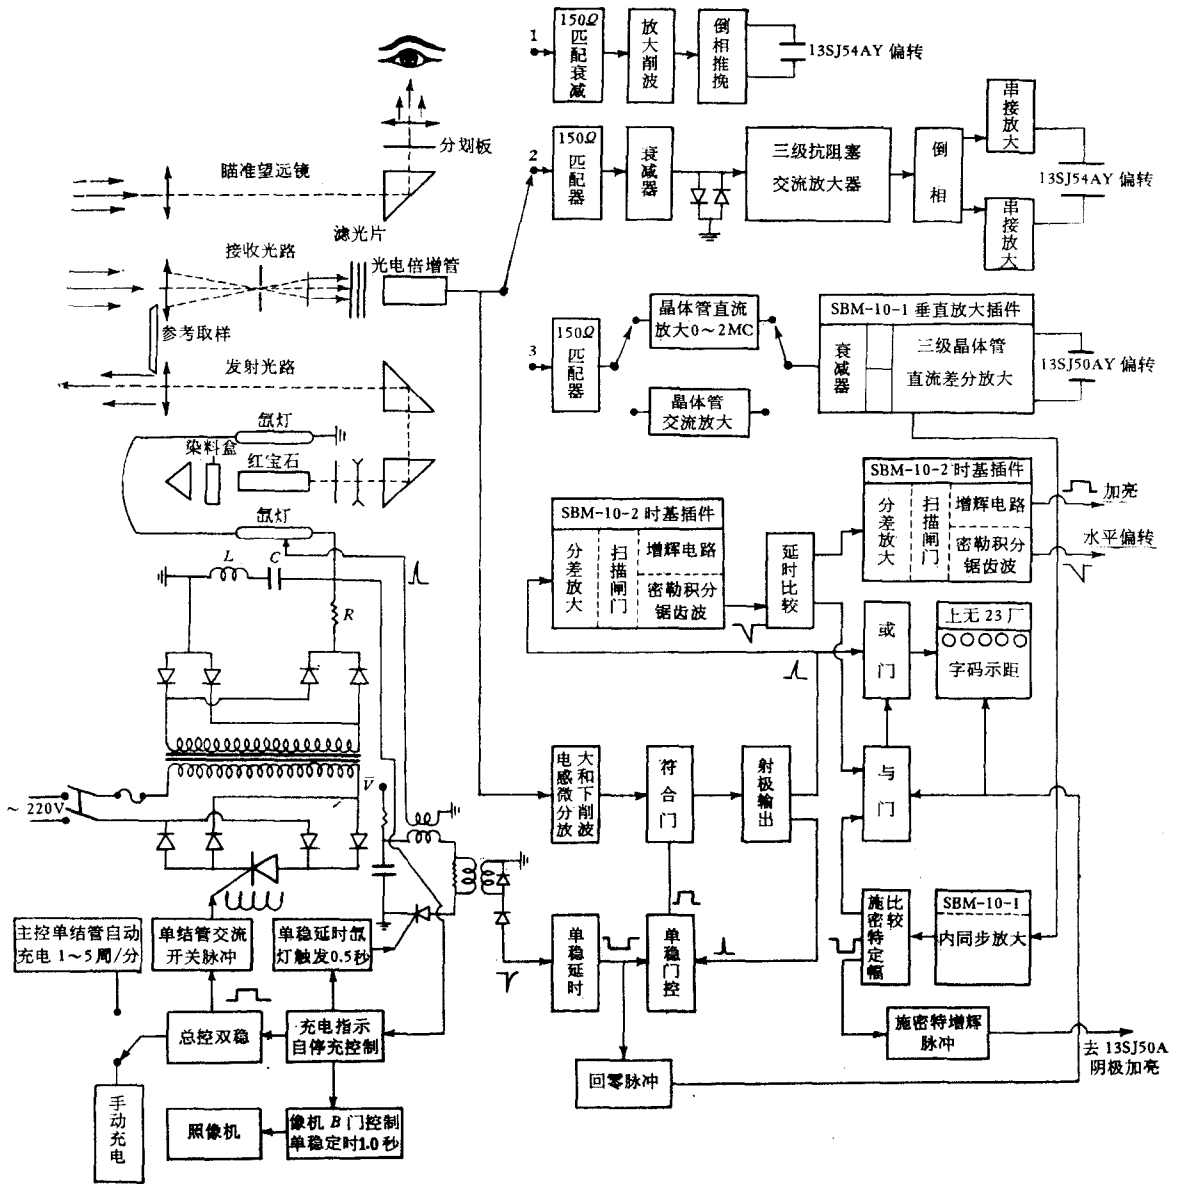 分划板
瞄准望远镜
滤光片
接收光路
光电倍增管
参考取样
发射光路
氙灯
染料盒
红宝石
氙灯
L
C
R
V̄
~220V
1
150Ω
匹配衰减
放大削波
倒相推挽
13SJ54AY 偏转
2
150Ω
匹配器
衰减器
三级抗阻塞
交流放大器
倒相
串接放大
串接放大
13SJ54AY 偏转
3
150Ω
匹配器
晶体管直流
放大0～2MC
晶体管
交流放大
SBM-10-1 垂直放大插件
衰减器
三级晶体管
直流差分放大
13SJ50AY 偏转
SBM-10-2 时基插件
分差放大
扫描闸门
增辉电路
密勒积分
锯齿波
加亮
水平偏转
SBM-10-2 时基插件
分差放大
扫描闸门
增辉电路
密勒积分
锯齿波
延时比较
或门
上无 23 厂
字码示距
电感微分放
大和下削波
符合门
射极输出
与门
单稳延时
单稳门控
施密特定幅
比较
SBM-10-1
内同步放大
施密特增辉
脉冲
去 13SJ50A
阴极加亮
回零脉冲
主控单结管自动
充电 1～5周/分
单结管交流
开关脉冲
单稳延时氙
灯触发0.5秒
总控双稳
充电指示
自停充控制
手动充电
照像机
像机 B 门控制
单稳定时1.0秒